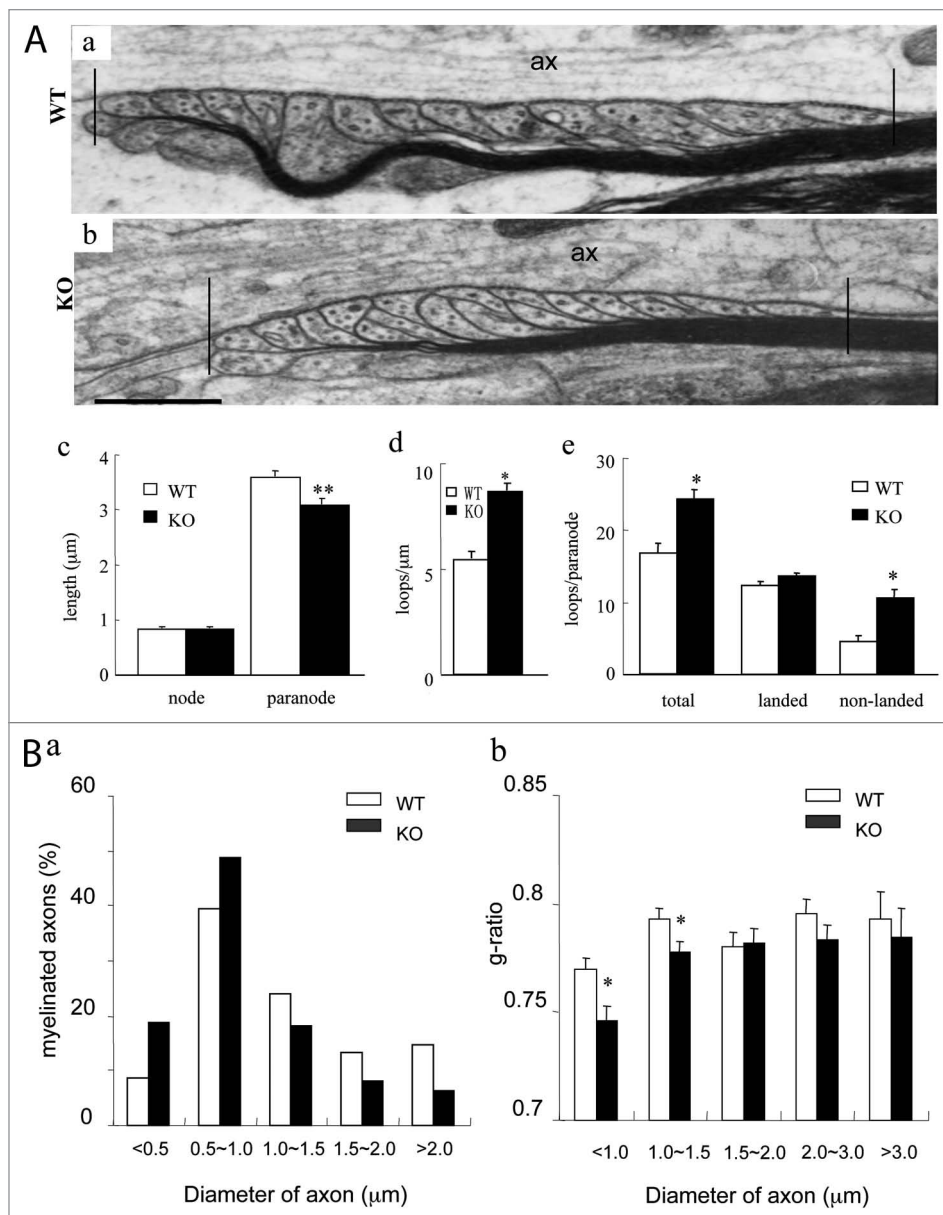 A
a
WT
ax
b
KO
ax
c
length (μm)
4
3
2
1
0
WT
KO
**
node
paranode
d
loops/μm
10
5
0
WT
KO
*
e
loops/paranode
30
20
10
0
WT
KO
*
*
total
landed
non-landed
B
a
myelinated axons (%)
60
40
20
0
WT
KO
<0.5
0.5~1.0
1.0~1.5
1.5~2.0
>2.0
Diameter of axon (μm)
b
g-ratio
0.85
0.8
0.75
0.7
WT
KO
*
*
<1.0
1.0~1.5
1.5~2.0
2.0~3.0
>3.0
Diameter of axon (μm)